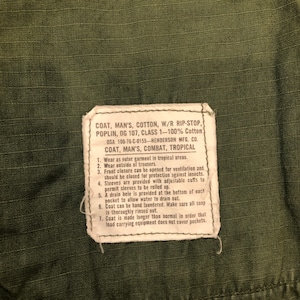 COAT, MAN'S, COTTON, W/R RIP-STOP,
POPLIN, OG 107, CLASS 1—100% Cotton
DSA 100-70-C-0155—HENDERSON MFG. CO.
COAT, MAN'S, COMBAT, TROPICAL
1. Wear as outer garment in tropical areas.
2. Wear outside of trousers.
3. Front closure can be opened for ventilation but
should be closed for protection against insects.
4. Sleeves are provided with adjustable cuffs to
permit sleeves to be rolled up.
5. A drain hole is provided at the bottom of each
pocket to allow water to drain out.
6. Coat can be hand laundered. Make sure all soap
is thoroughly rinsed out.
7. Coat is made longer than normal in order that
load carrying equipment does not cover pockets.